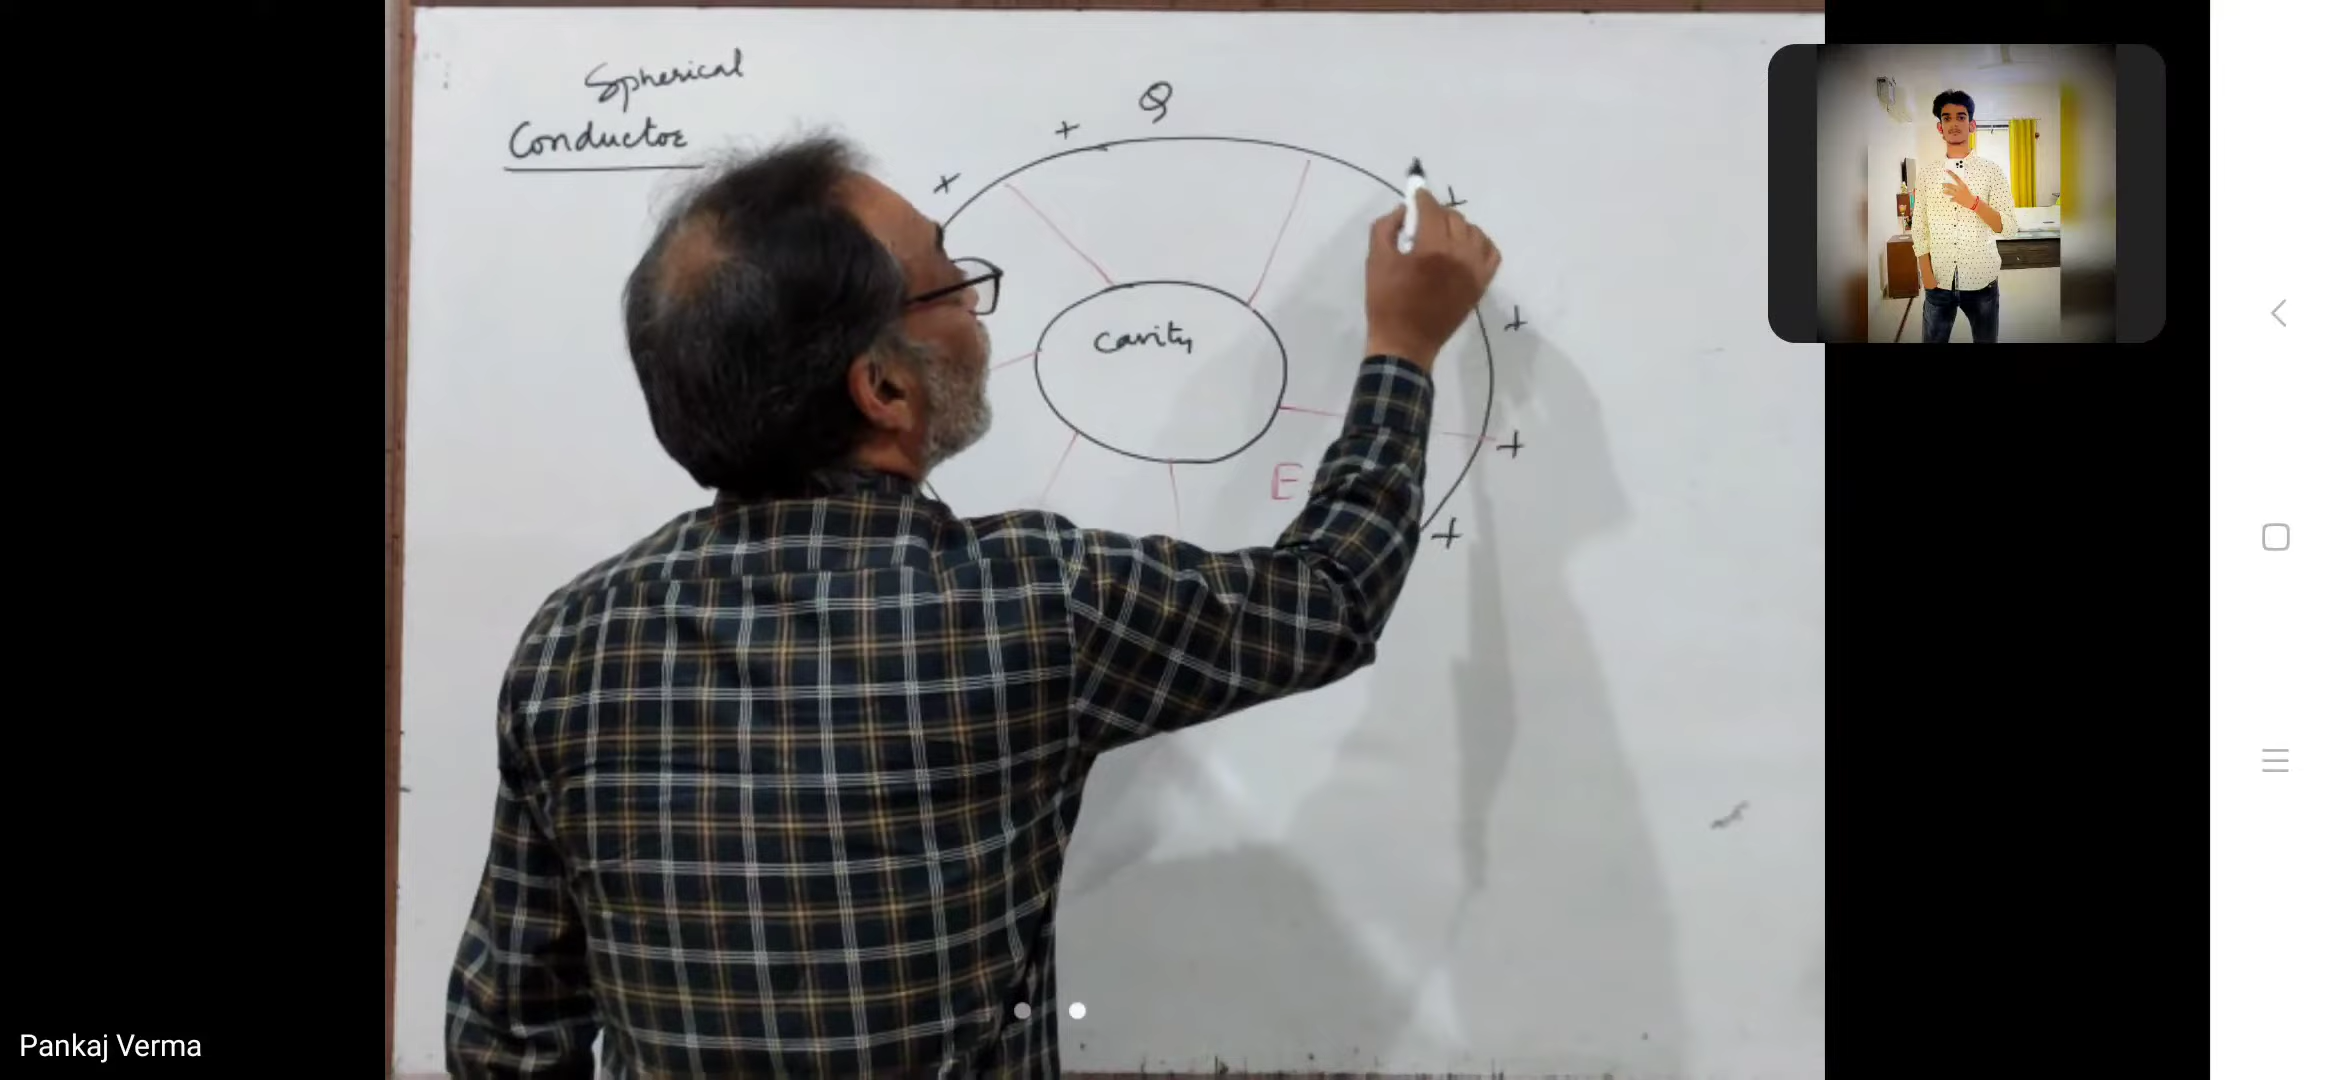 Spherical
Conductor
Q
+
+
+
+
+
+
cavity
E
Pankaj Verma